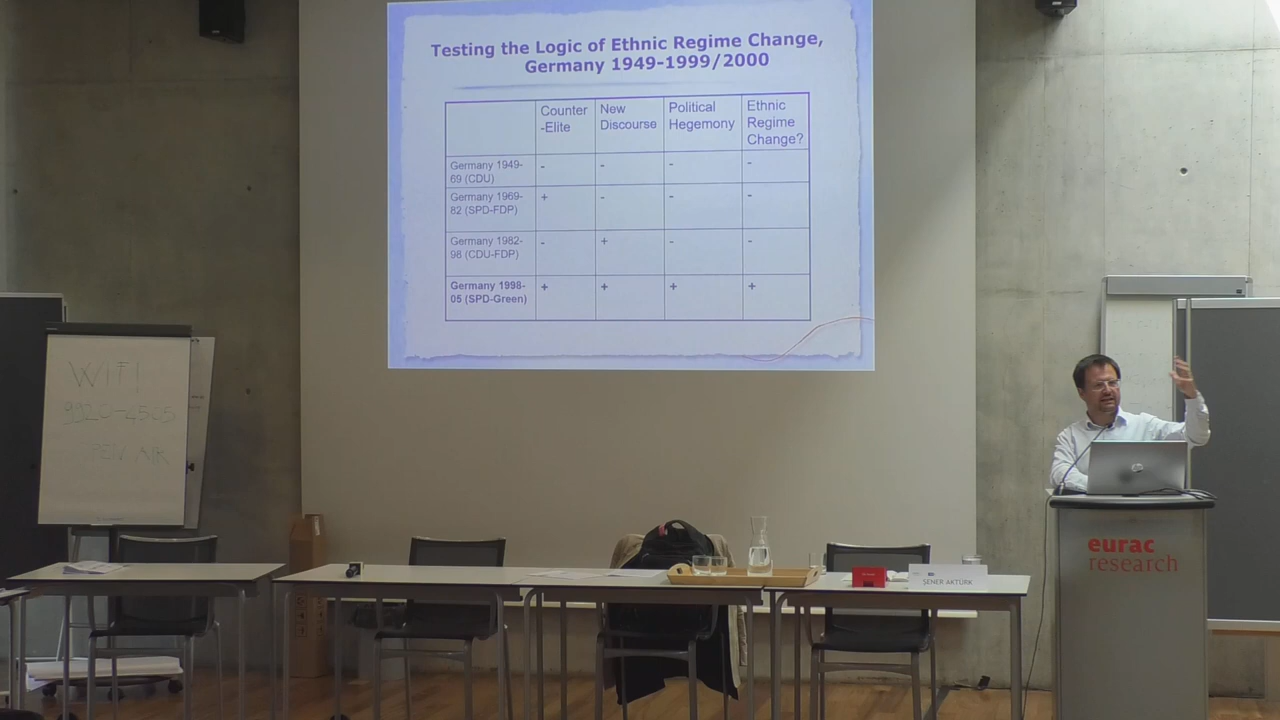 Testing the Logic of Ethnic Regime Change,
Germany 1949-1999/2000
Counter
-Elite
New
Discourse
Political
Hegemony
Ethnic
Regime
Change?
Germany 1949-
69 (CDU)
-
-
-
-
Germany 1969-
82 (SPD-FDP)
+
-
-
-
Germany 1982-
98 (CDU-FDP)
-
+
-
-
Germany 1998-
05 (SPD-Green)
+
+
+
+
WIFI
hp
eurac
research
ŞENER AKTÜRK